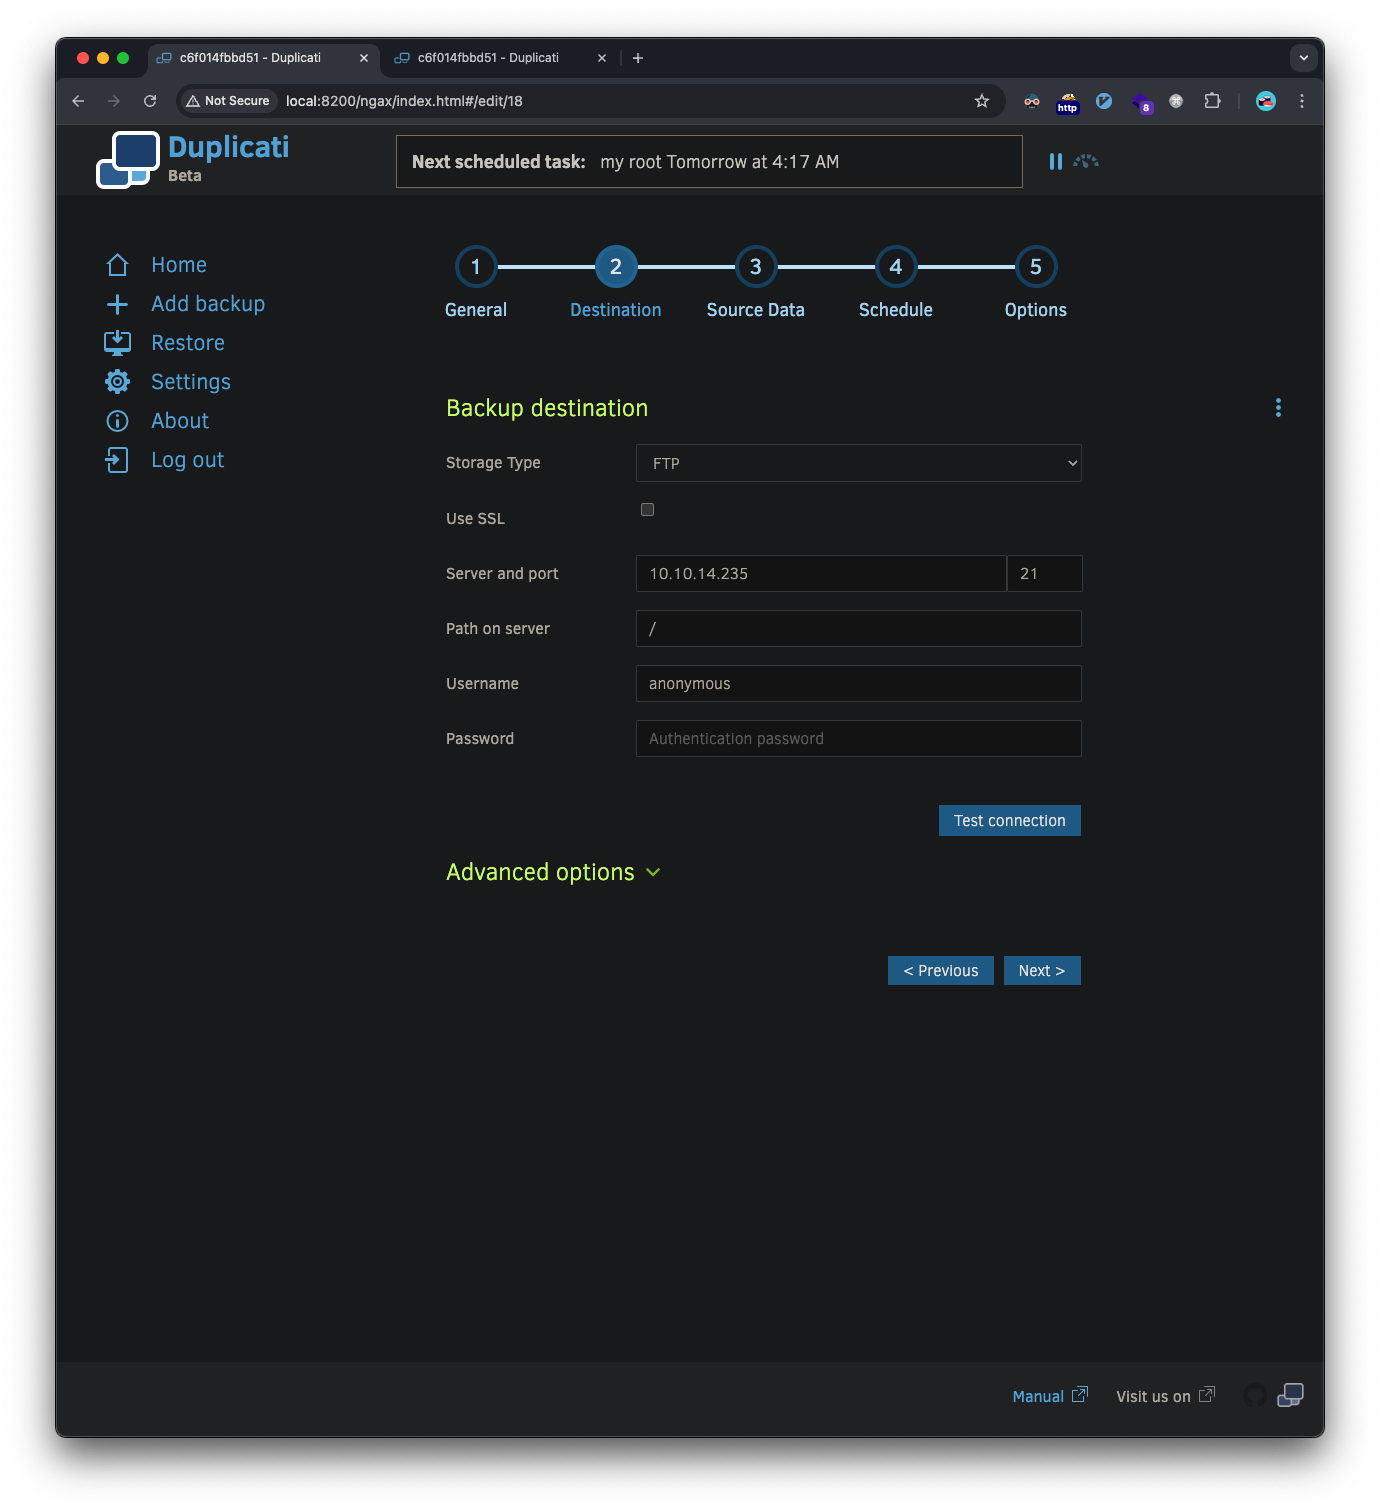 c6f014fbbd51 - Duplicati
c6f014fbbd51 - Duplicati
Not Secure local:8200/ngax/index.html#/edit/18
http
8
Duplicati
Beta
Next scheduled task: my root Tomorrow at 4:17 AM
Home
Add backup
Restore
Settings
About
Log out
1 2 3 4 5
General Destination Source Data Schedule Options
Backup destination
Storage Type FTP
Use SSL
Server and port 10.10.14.235 21
Path on server /
Username anonymous
Password Authentication password
Test connection
Advanced options
< Previous Next >
Manual Visit us on